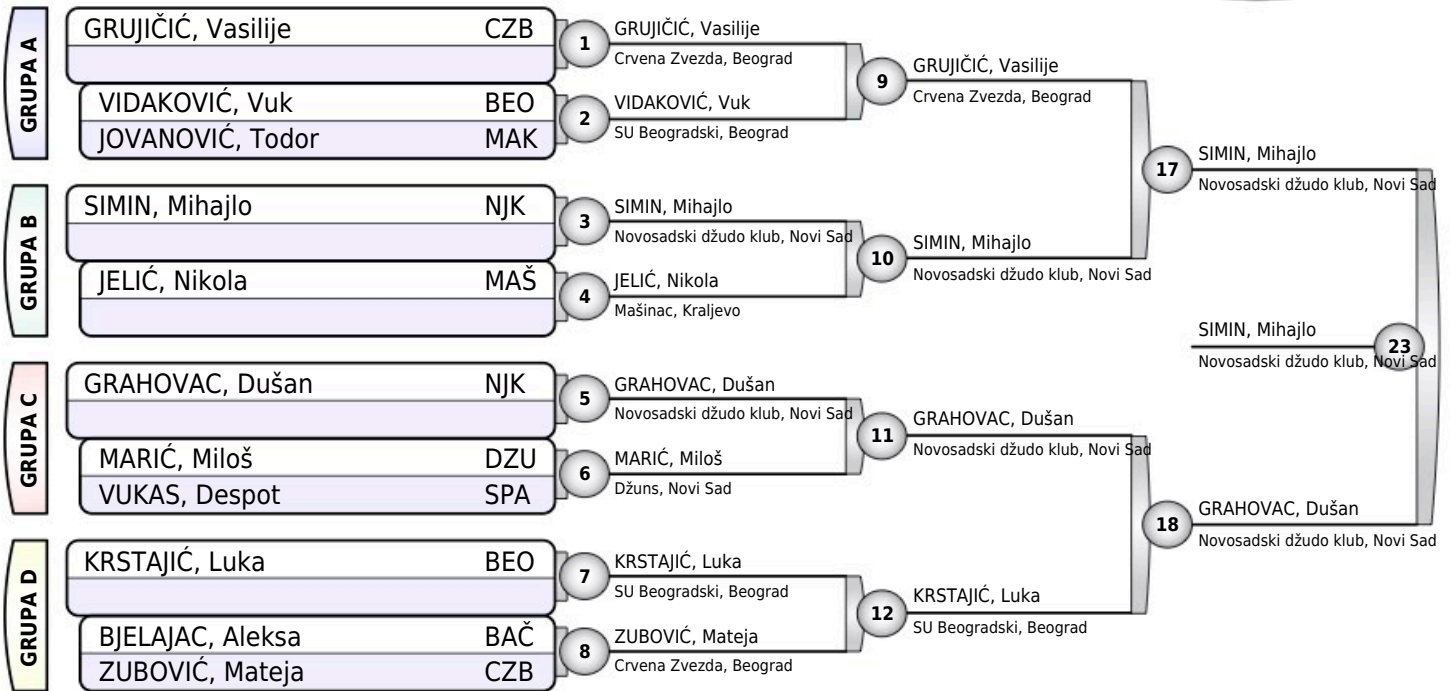 GRUPA A
GRUJIČIĆ, Vasilije CZB
VIDAKOVIĆ, Vuk BEO
JOVANOVIĆ, Todor MAK
GRUPA B
SIMIN, Mihajlo NJK
JELIĆ, Nikola MAŠ
GRUPA C
GRAHOVAC, Dušan NJK
MARIĆ, Miloš DZU
VUKAS, Despot SPA
GRUPA D
KRSTAJIĆ, Luka BEO
BJELAJAC, Aleksa BAČ
ZUBOVIĆ, Mateja CZB
1
GRUJIČIĆ, Vasilije
Crvena Zvezda, Beograd
2
VIDAKOVIĆ, Vuk
SU Beogradski, Beograd
3
SIMIN, Mihajlo
Novosadski džudo klub, Novi Sad
4
JELIĆ, Nikola
Mašinac, Kraljevo
5
GRAHOVAC, Dušan
Novosadski džudo klub, Novi Sad
6
MARIĆ, Miloš
Džuns, Novi Sad
7
KRSTAJIĆ, Luka
SU Beogradski, Beograd
8
ZUBOVIĆ, Mateja
Crvena Zvezda, Beograd
9
GRUJIČIĆ, Vasilije
Crvena Zvezda, Beograd
10
SIMIN, Mihajlo
Novosadski džudo klub, Novi Sad
11
GRAHOVAC, Dušan
Novosadski džudo klub, Novi Sad
12
KRSTAJIĆ, Luka
SU Beogradski, Beograd
17
SIMIN, Mihajlo
Novosadski džudo klub, Novi Sad
18
GRAHOVAC, Dušan
Novosadski džudo klub, Novi Sad
23
SIMIN, Mihajlo
Novosadski džudo klub, Novi Sad